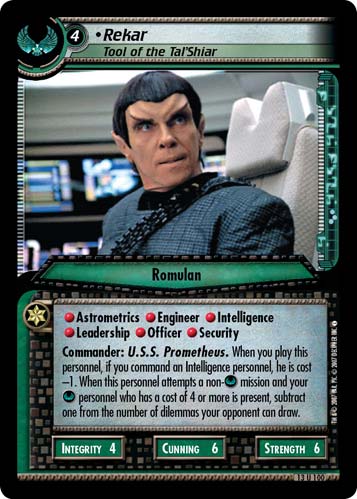 4
•Rekar
Tool of the Tal'Shiar
Romulan
Astrometrics Engineer Intelligence
Leadership Officer Security
Commander: U.S.S. Prometheus. When you play this
personnel, if you command an Intelligence personnel, he is cost
–1. When this personnel attempts a non- mission and your
personnel who has a cost of 4 or more is present, subtract
one from the number of dilemmas your opponent can draw.
INTEGRITY 4 CUNNING 6 STRENGTH 6
13 U 100